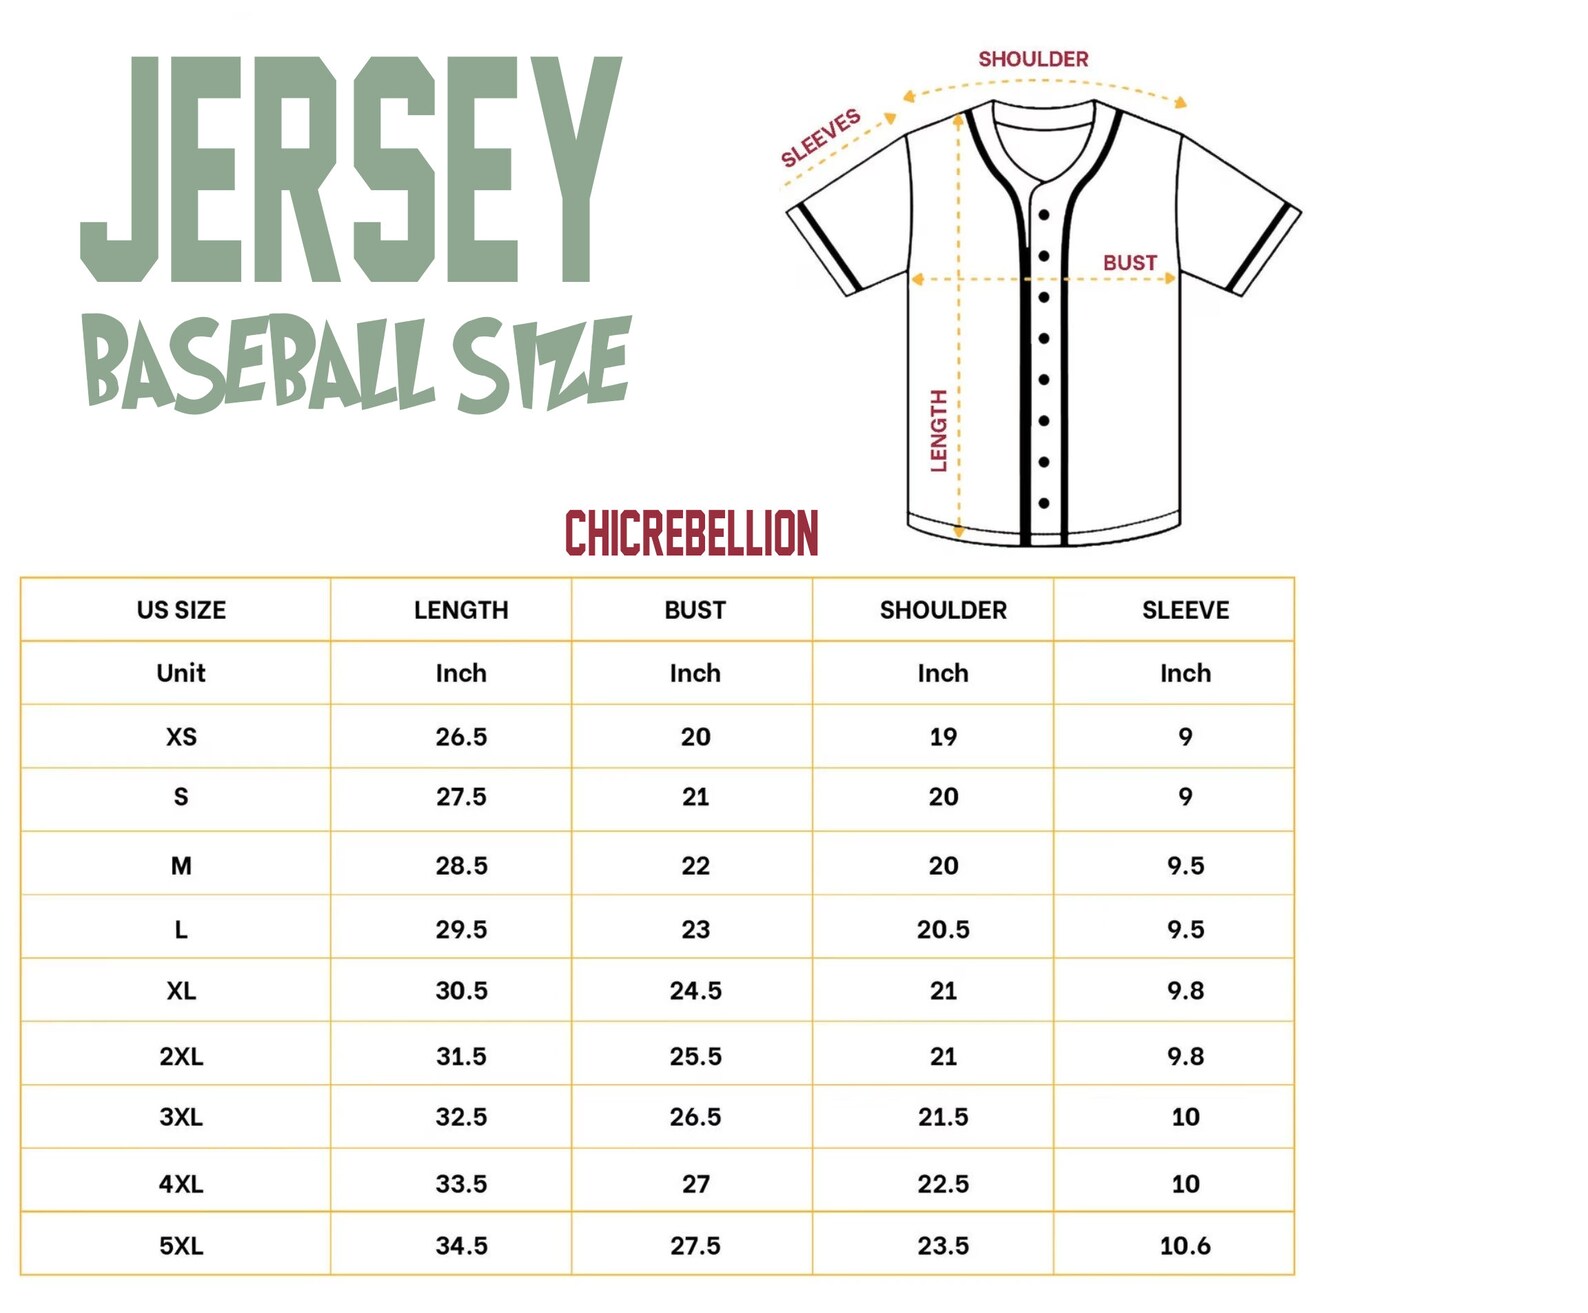 JERSEY
BASEBALL SIZE
SHOULDER
SLEEVES
BUST
LENGTH
CHICREBELLION
US SIZE LENGTH BUST SHOULDER SLEEVE
Unit Inch Inch Inch Inch
XS 26.5 20 19 9
S 27.5 21 20 9
M 28.5 22 20 9.5
L 29.5 23 20.5 9.5
XL 30.5 24.5 21 9.8
2XL 31.5 25.5 21 9.8
3XL 32.5 26.5 21.5 10
4XL 33.5 27 22.5 10
5XL 34.5 27.5 23.5 10.6